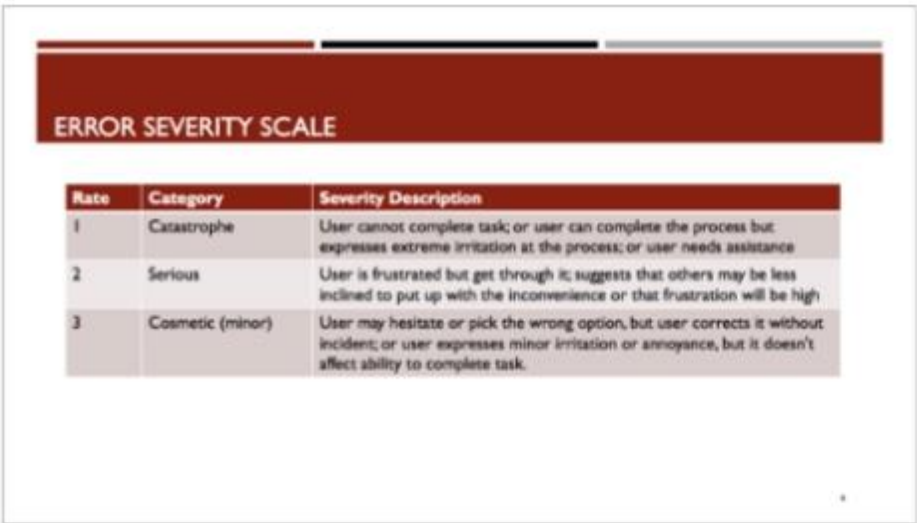 ERROR SEVERITY SCALE
Rate Category Severity Description
1 Catastrophe User cannot complete task; or user can complete the process but
expresses extreme irritation at the process; or user needs assistance
2 Serious User is frustrated but get through it; suggests that others may be less
inclined to put up with the inconvenience or that frustration will be high
3 Cosmetic (minor) User may hesitate or pick the wrong option, but user corrects it without
incident; or user expresses minor irritation or annoyance, but it doesn't
affect ability to complete task.